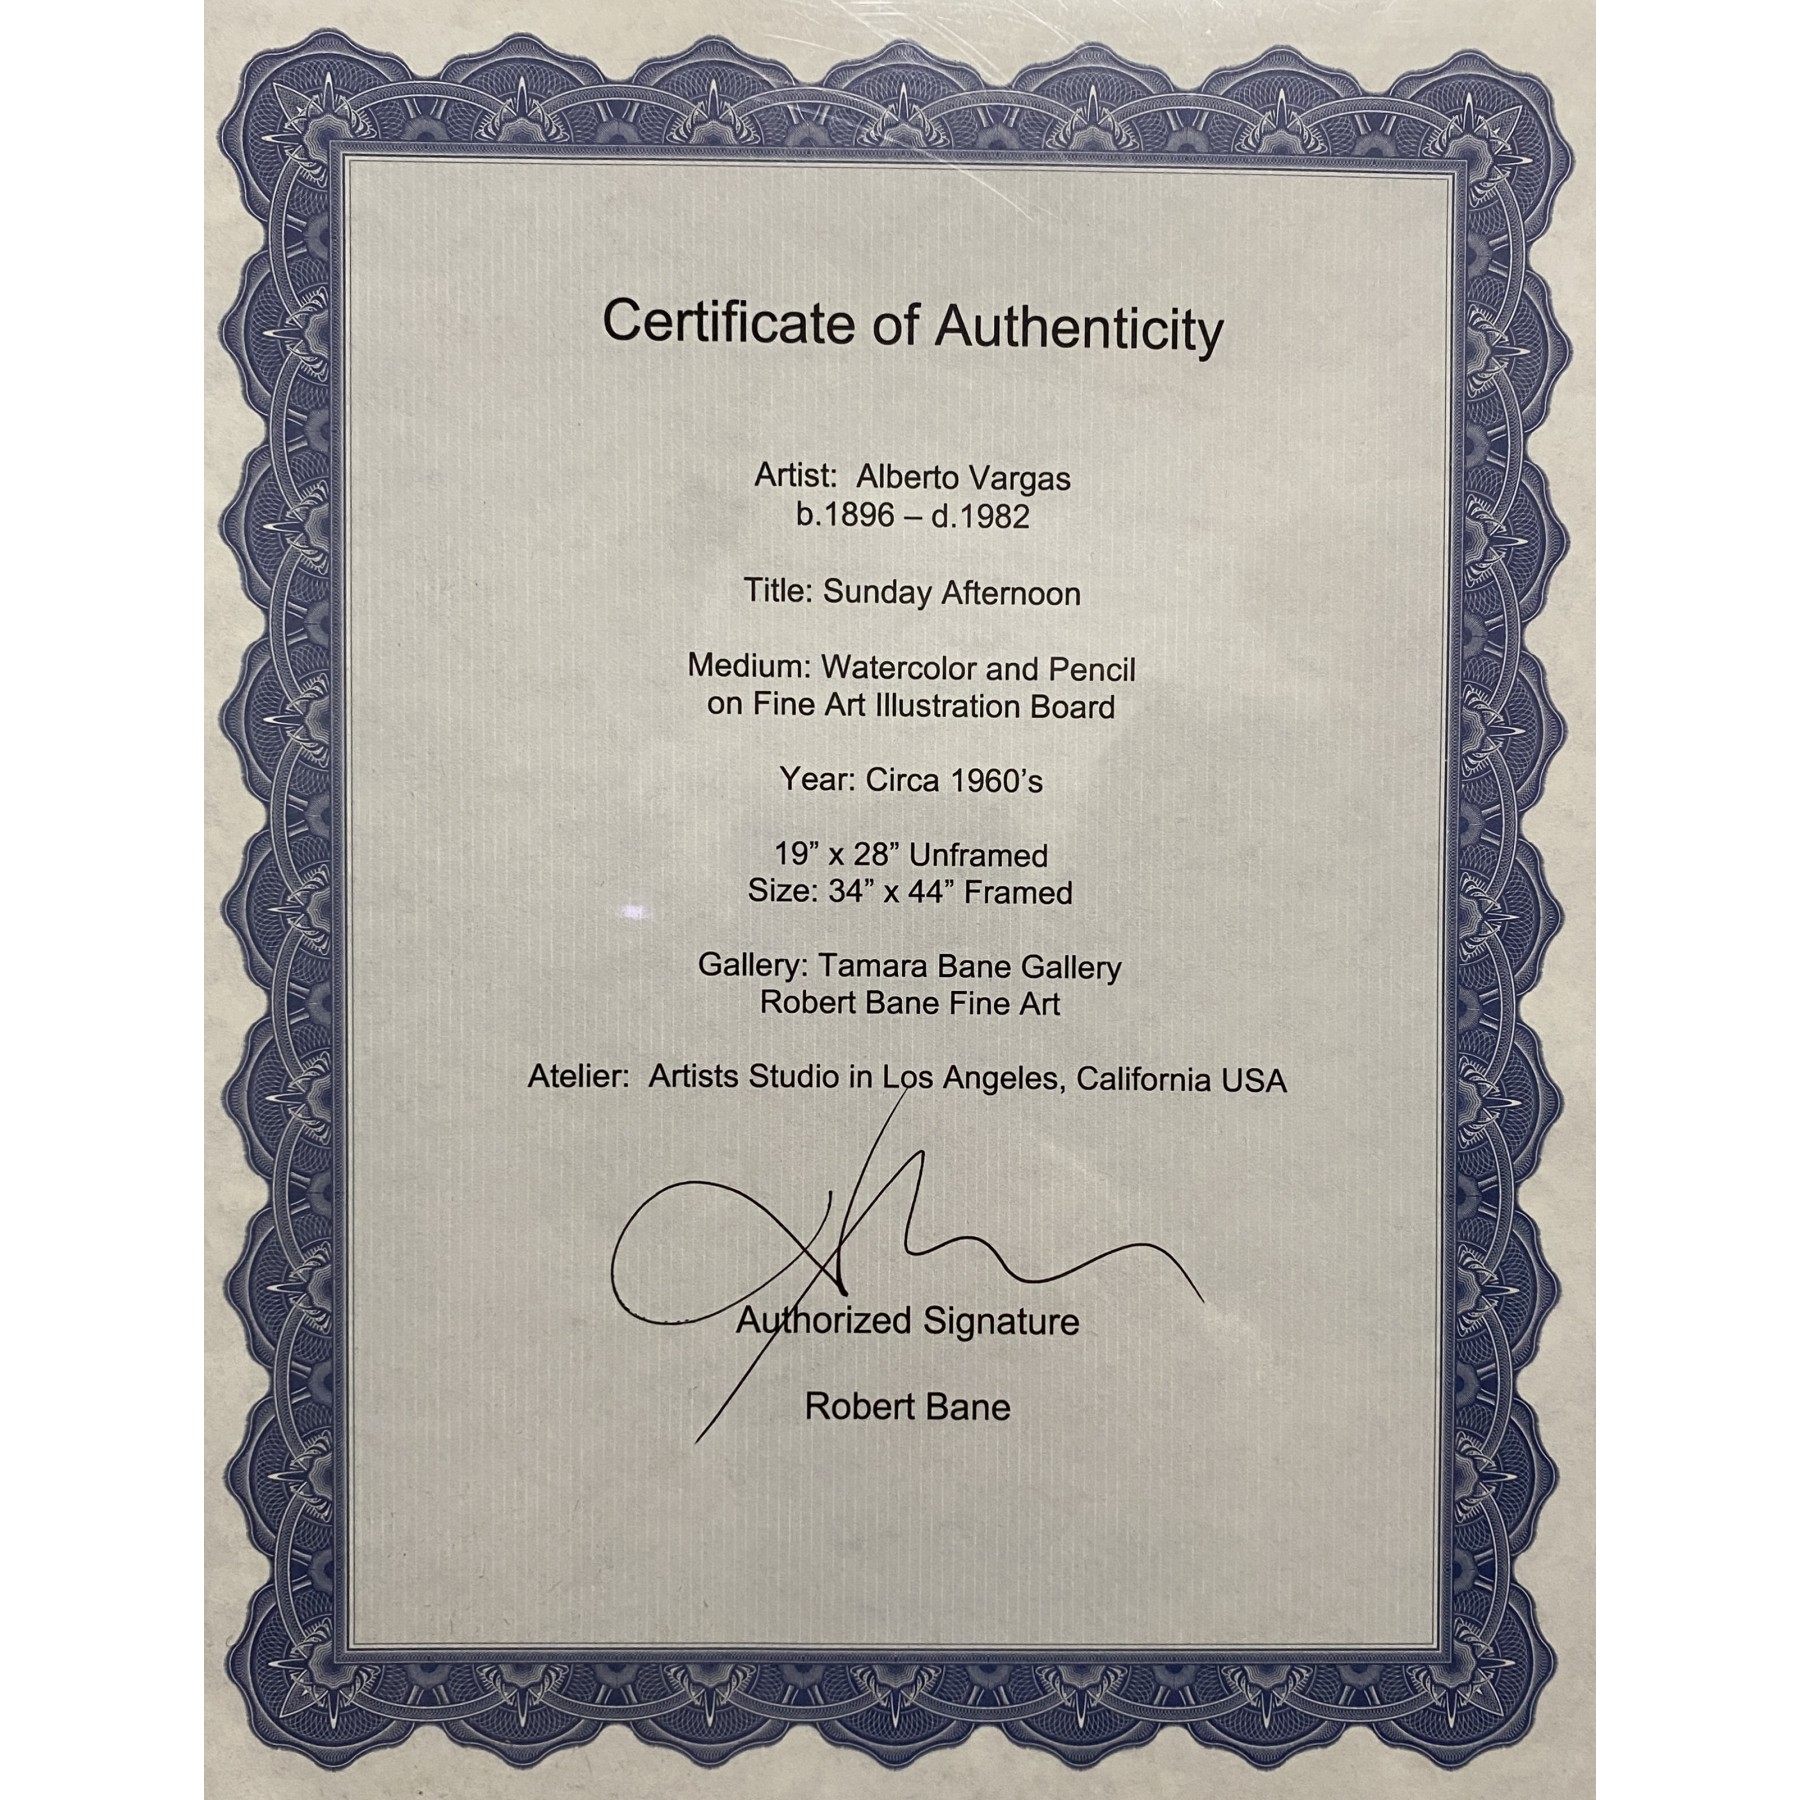 Certificate of Authenticity
Artist: Alberto Vargas
b.1896 – d.1982
Title: Sunday Afternoon
Medium: Watercolor and Pencil
on Fine Art Illustration Board
Year: Circa 1960’s
19” x 28” Unframed
Size: 34” x 44” Framed
Gallery: Tamara Bane Gallery
Robert Bane Fine Art
Atelier: Artists Studio in Los Angeles, California USA
Authorized Signature
Robert Bane